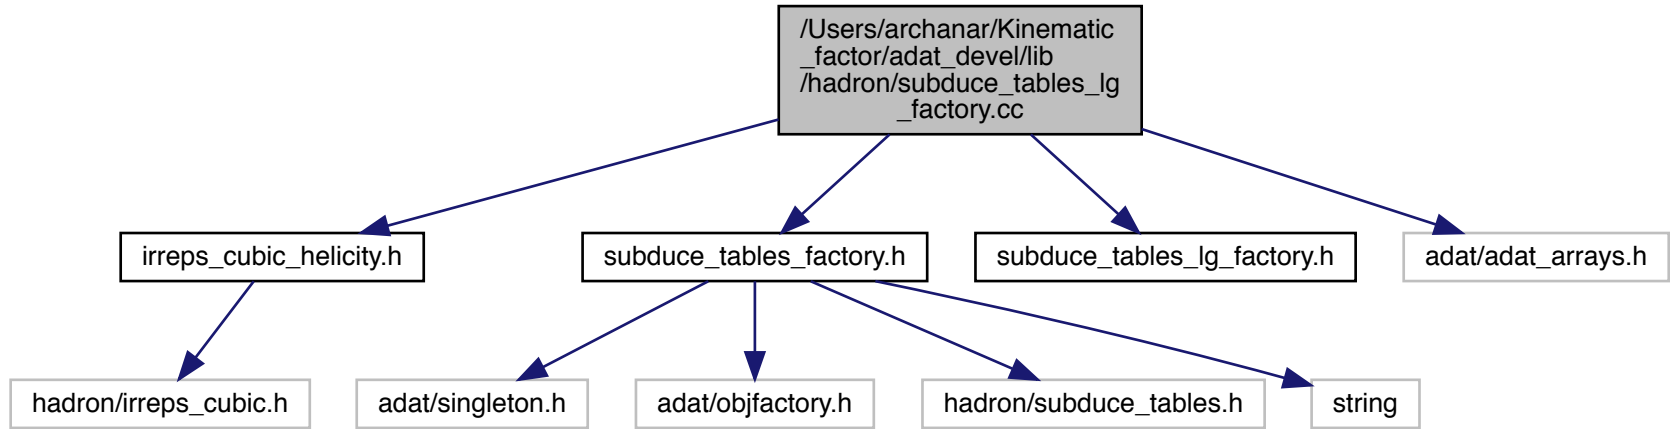 /Users/archanar/Kinematic
_factor/adat_devel/lib
/hadron/subduce_tables_lg
_factory.cc
irreps_cubic_helicity.h
subduce_tables_factory.h
subduce_tables_lg_factory.h
adat/adat_arrays.h
hadron/irreps_cubic.h
adat/singleton.h
adat/objfactory.h
hadron/subduce_tables.h
string